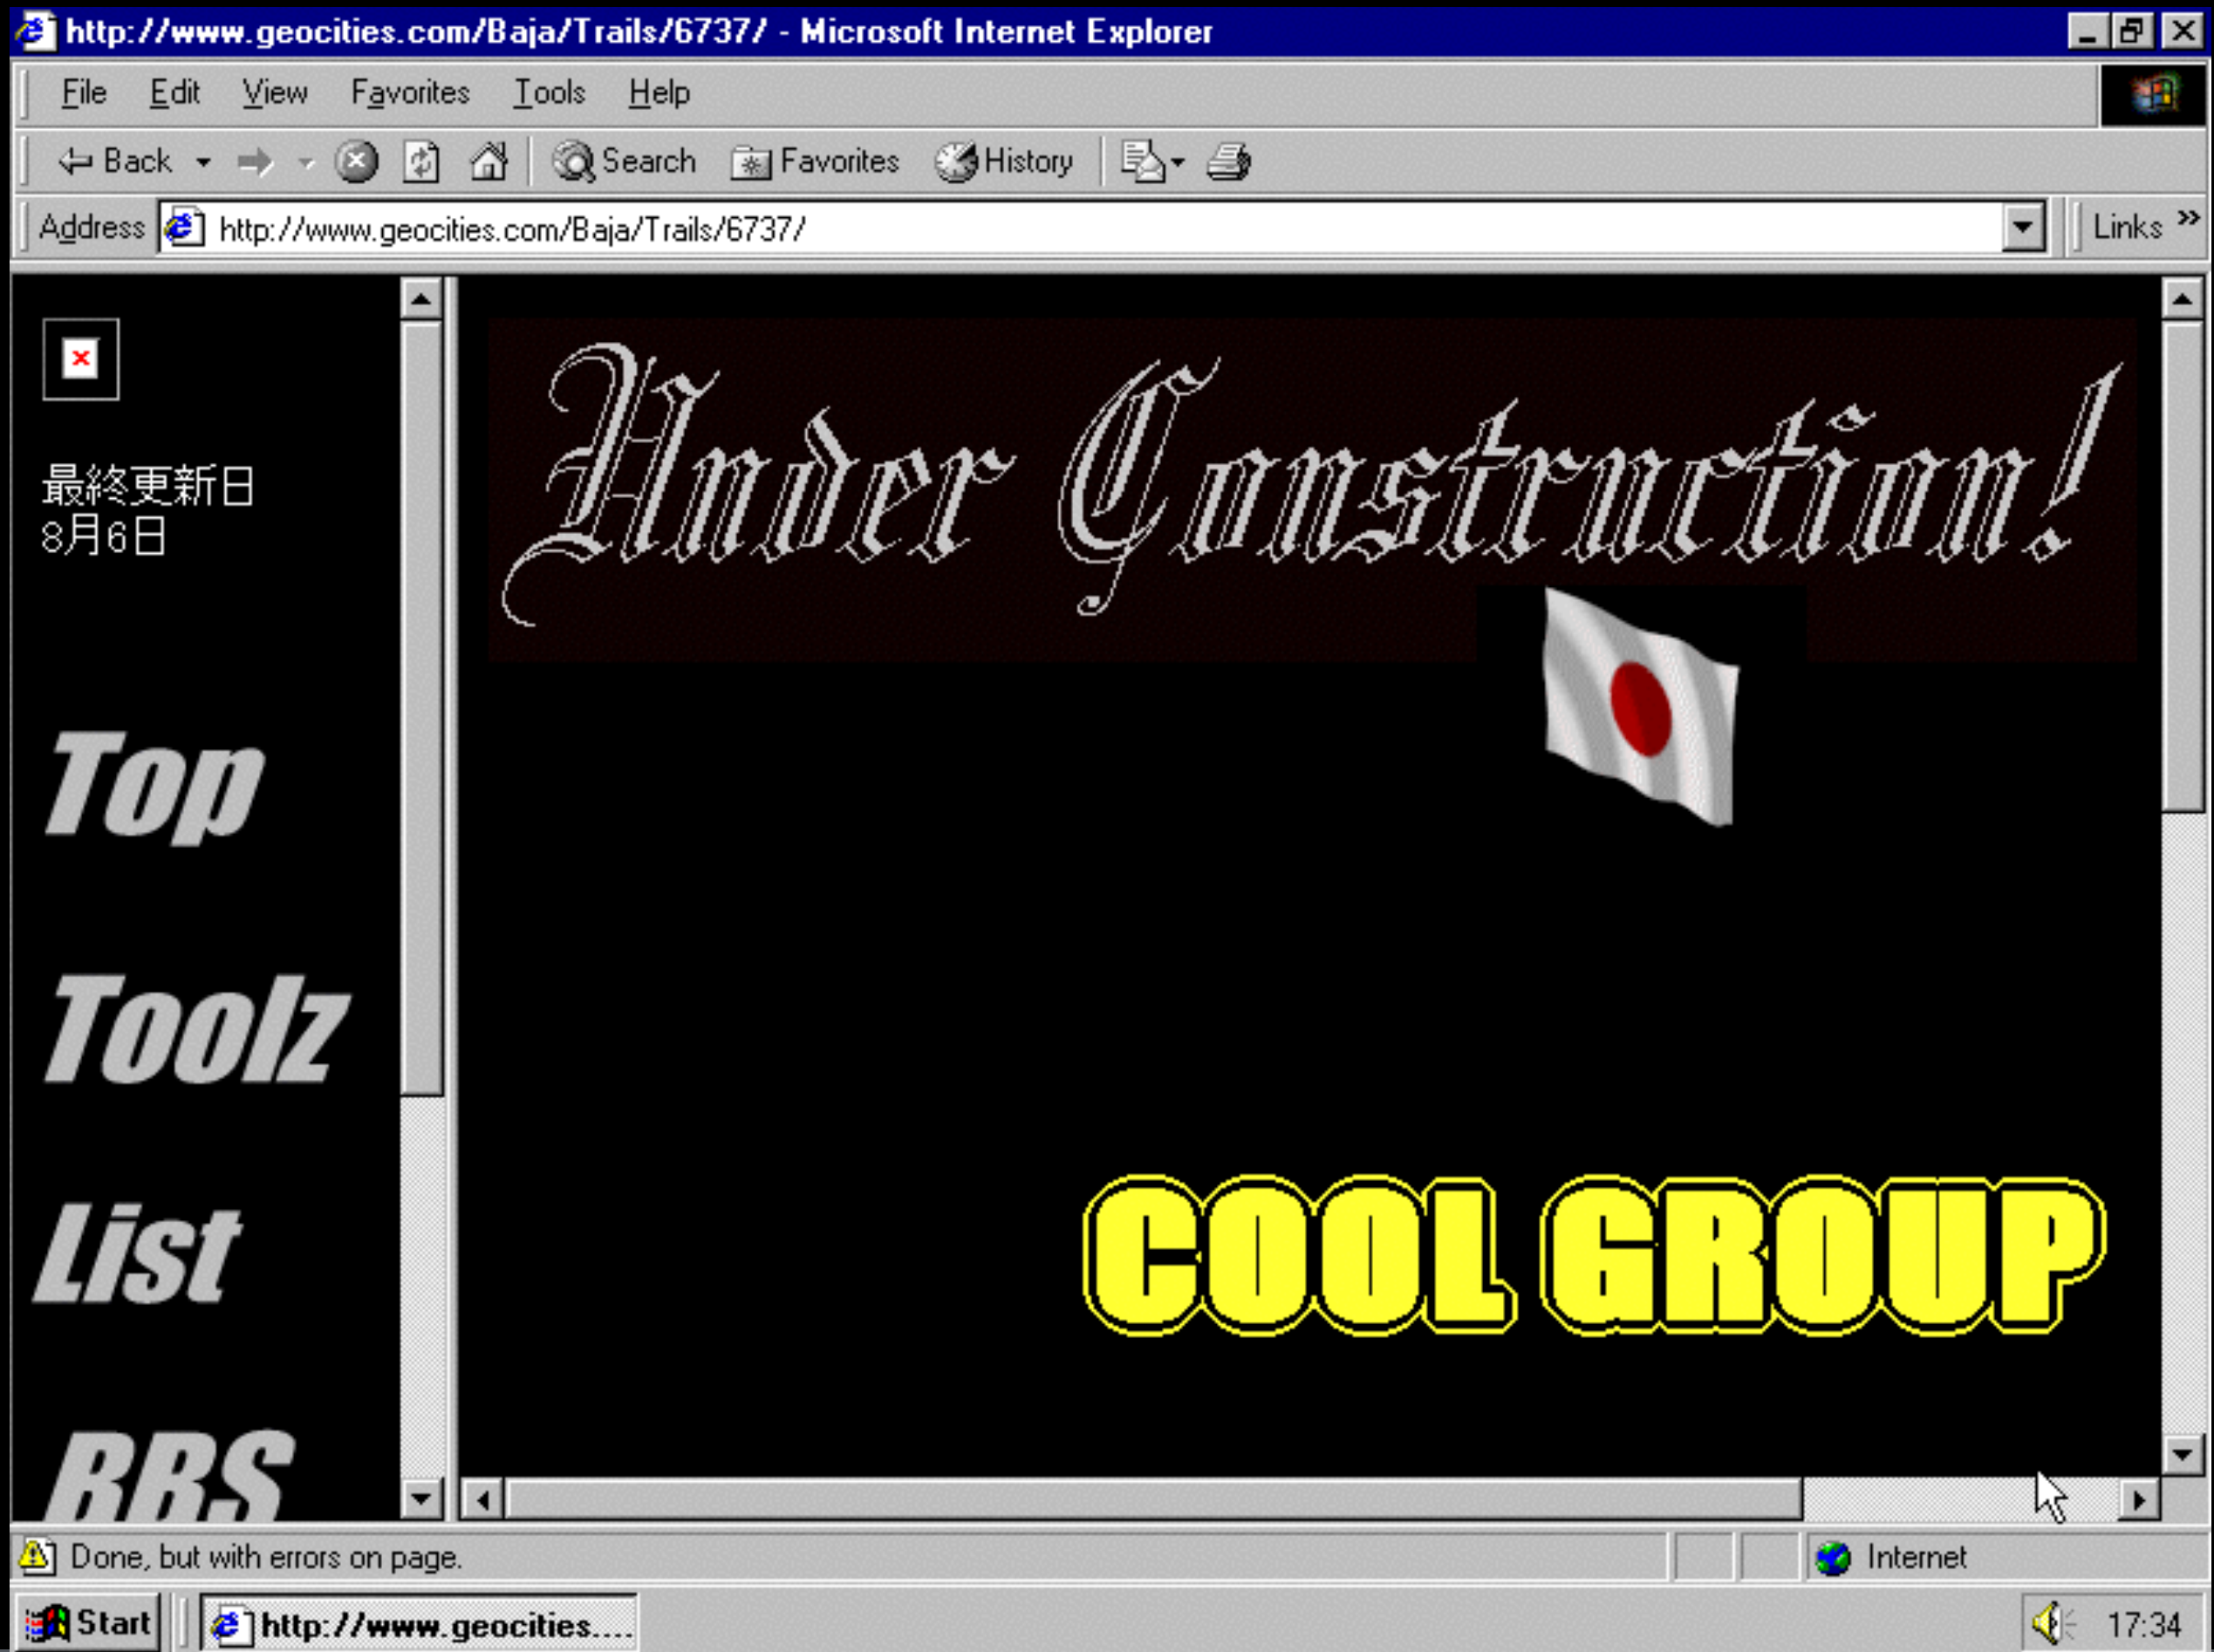 http://www.geocities.com/Baja/Trails/6737/ - Microsoft Internet Explorer
File Edit View Favorites Tools Help
Back Search Favorites History
Address http://www.geocities.com/Baja/Trails/6737/ Links »
最終更新日
8月6日
Top
Toolz
List
BBS
Under Construction!
COOL GROUP
Done, but with errors on page. Internet
Start http://www.geocities.... 17:34